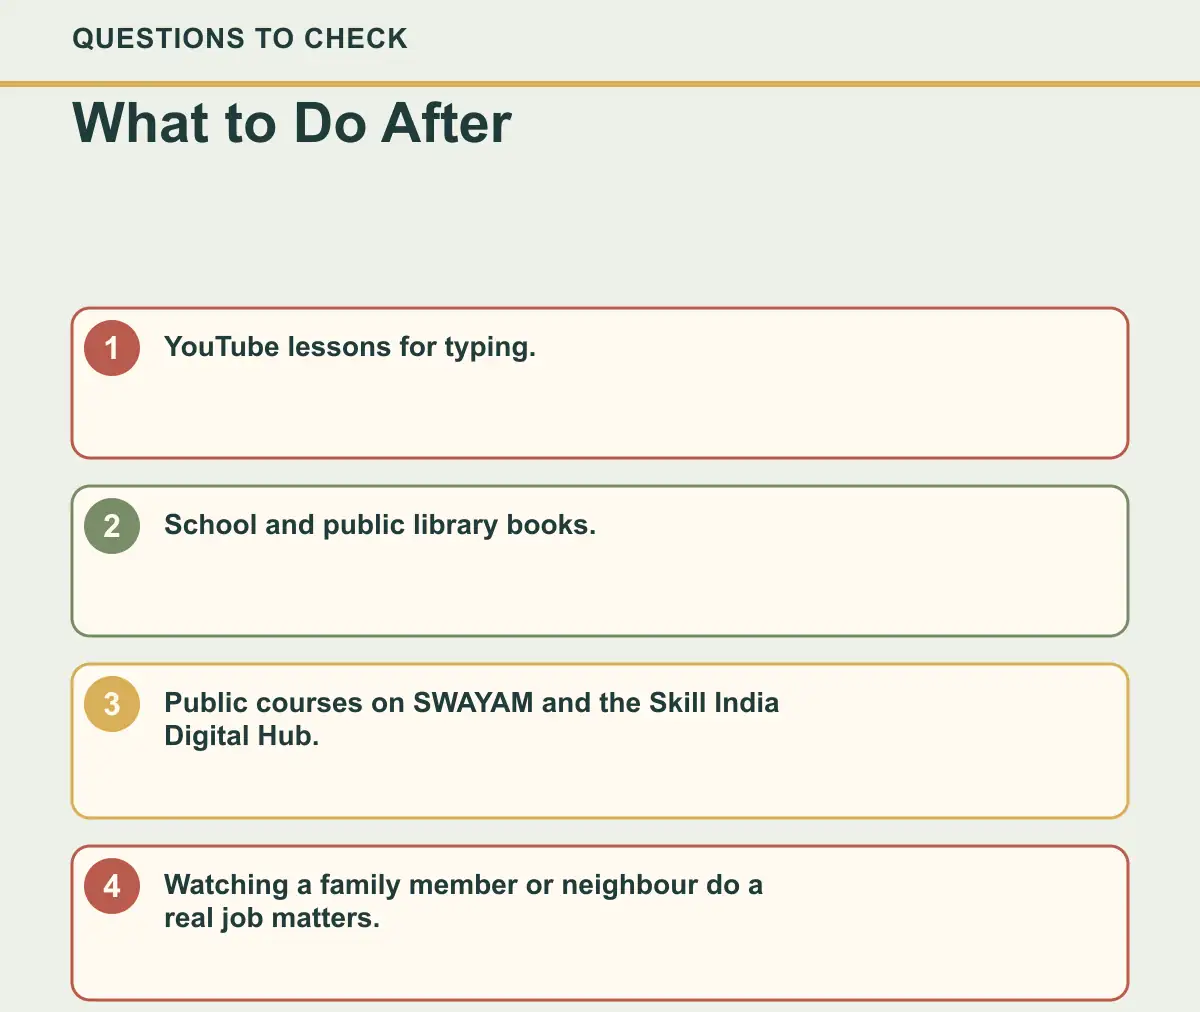 QUESTIONS TO CHECK
What to Do After
1
YouTube lessons for typing.
2
School and public library books.
3
Public courses on SWAYAM and the Skill India
Digital Hub.
4
Watching a family member or neighbour do a
real job matters.